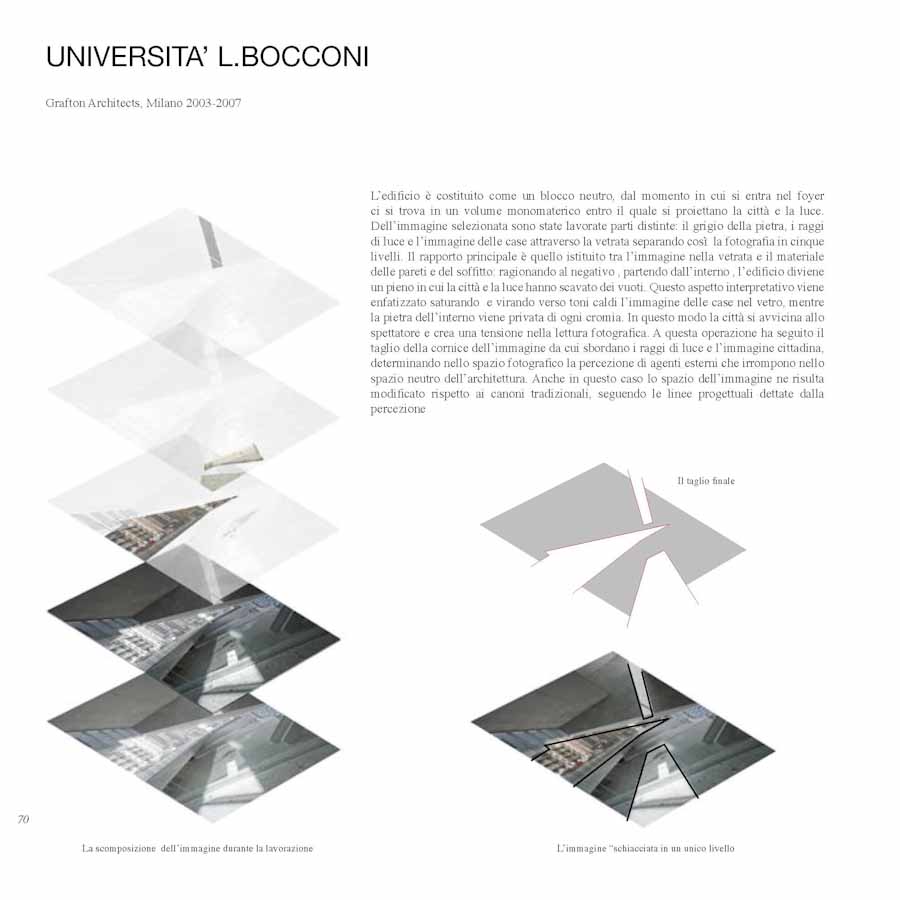 UNIVERSITA’ L.BOCCONI
Grafton Architects, Milano 2003-2007
L’edificio è costituito come un blocco neutro, dal momento in cui si entra nel foyer
ci si trova in un volume monomaterico entro il quale si proiettano la città e la luce.
Dell’immagine selezionata sono state lavorate parti distinte: il grigio della pietra, i raggi
di luce e l’immagine delle case attraverso la vetrata separando così la fotografia in cinque
livelli. Il rapporto principale è quello istituito tra l’immagine nella vetrata e il materiale
delle pareti e del soffitto: ragionando al negativo , partendo dall’interno , l’edificio diviene
un pieno in cui la città e la luce hanno scavato dei vuoti. Questo aspetto interpretativo viene
enfatizzato saturando e virando verso toni caldi l’immagine delle case nel vetro, mentre
la pietra dell’interno viene privata di ogni cromia. In questo modo la città si avvicina allo
spettatore e crea una tensione nella lettura fotografica. A questa operazione ha seguito il
taglio della cornice dell’immagine da cui sbordano i raggi di luce e l’immagine cittadina,
determinando nello spazio fotografico la percezione di agenti esterni che irrompono nello
spazio neutro dell’architettura. Anche in questo caso lo spazio dell’immagine ne risulta
modificato rispetto ai canoni tradizionali, seguendo le linee progettuali dettate dalla
percezione
Il taglio finale
70
La scomposizione dell’immagine durante la lavorazione
L’immagine “schiacciata in un unico livello